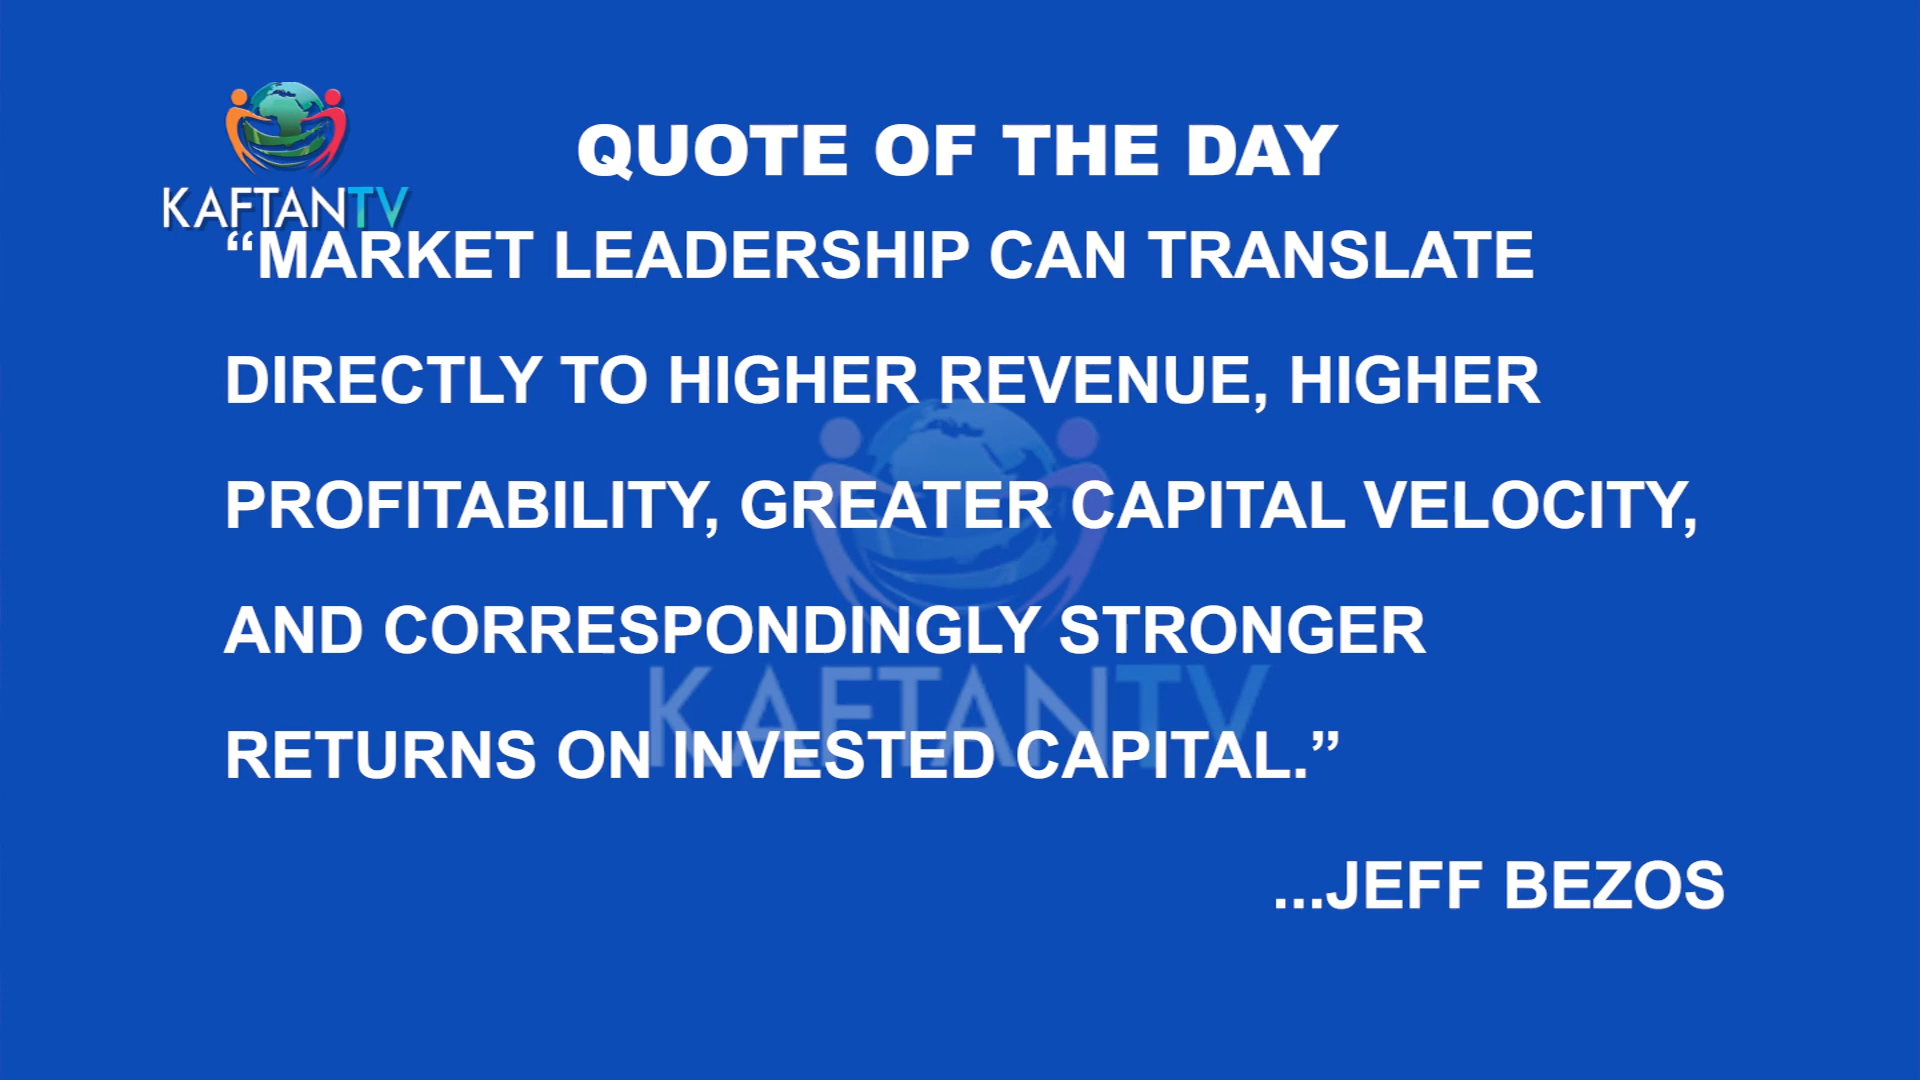 KAFTANTV
QUOTE OF THE DAY
“MARKET LEADERSHIP CAN TRANSLATE
DIRECTLY TO HIGHER REVENUE, HIGHER
PROFITABILITY, GREATER CAPITAL VELOCITY,
AND CORRESPONDINGLY STRONGER
KAFTANTV
RETURNS ON INVESTED CAPITAL.”
...JEFF BEZOS